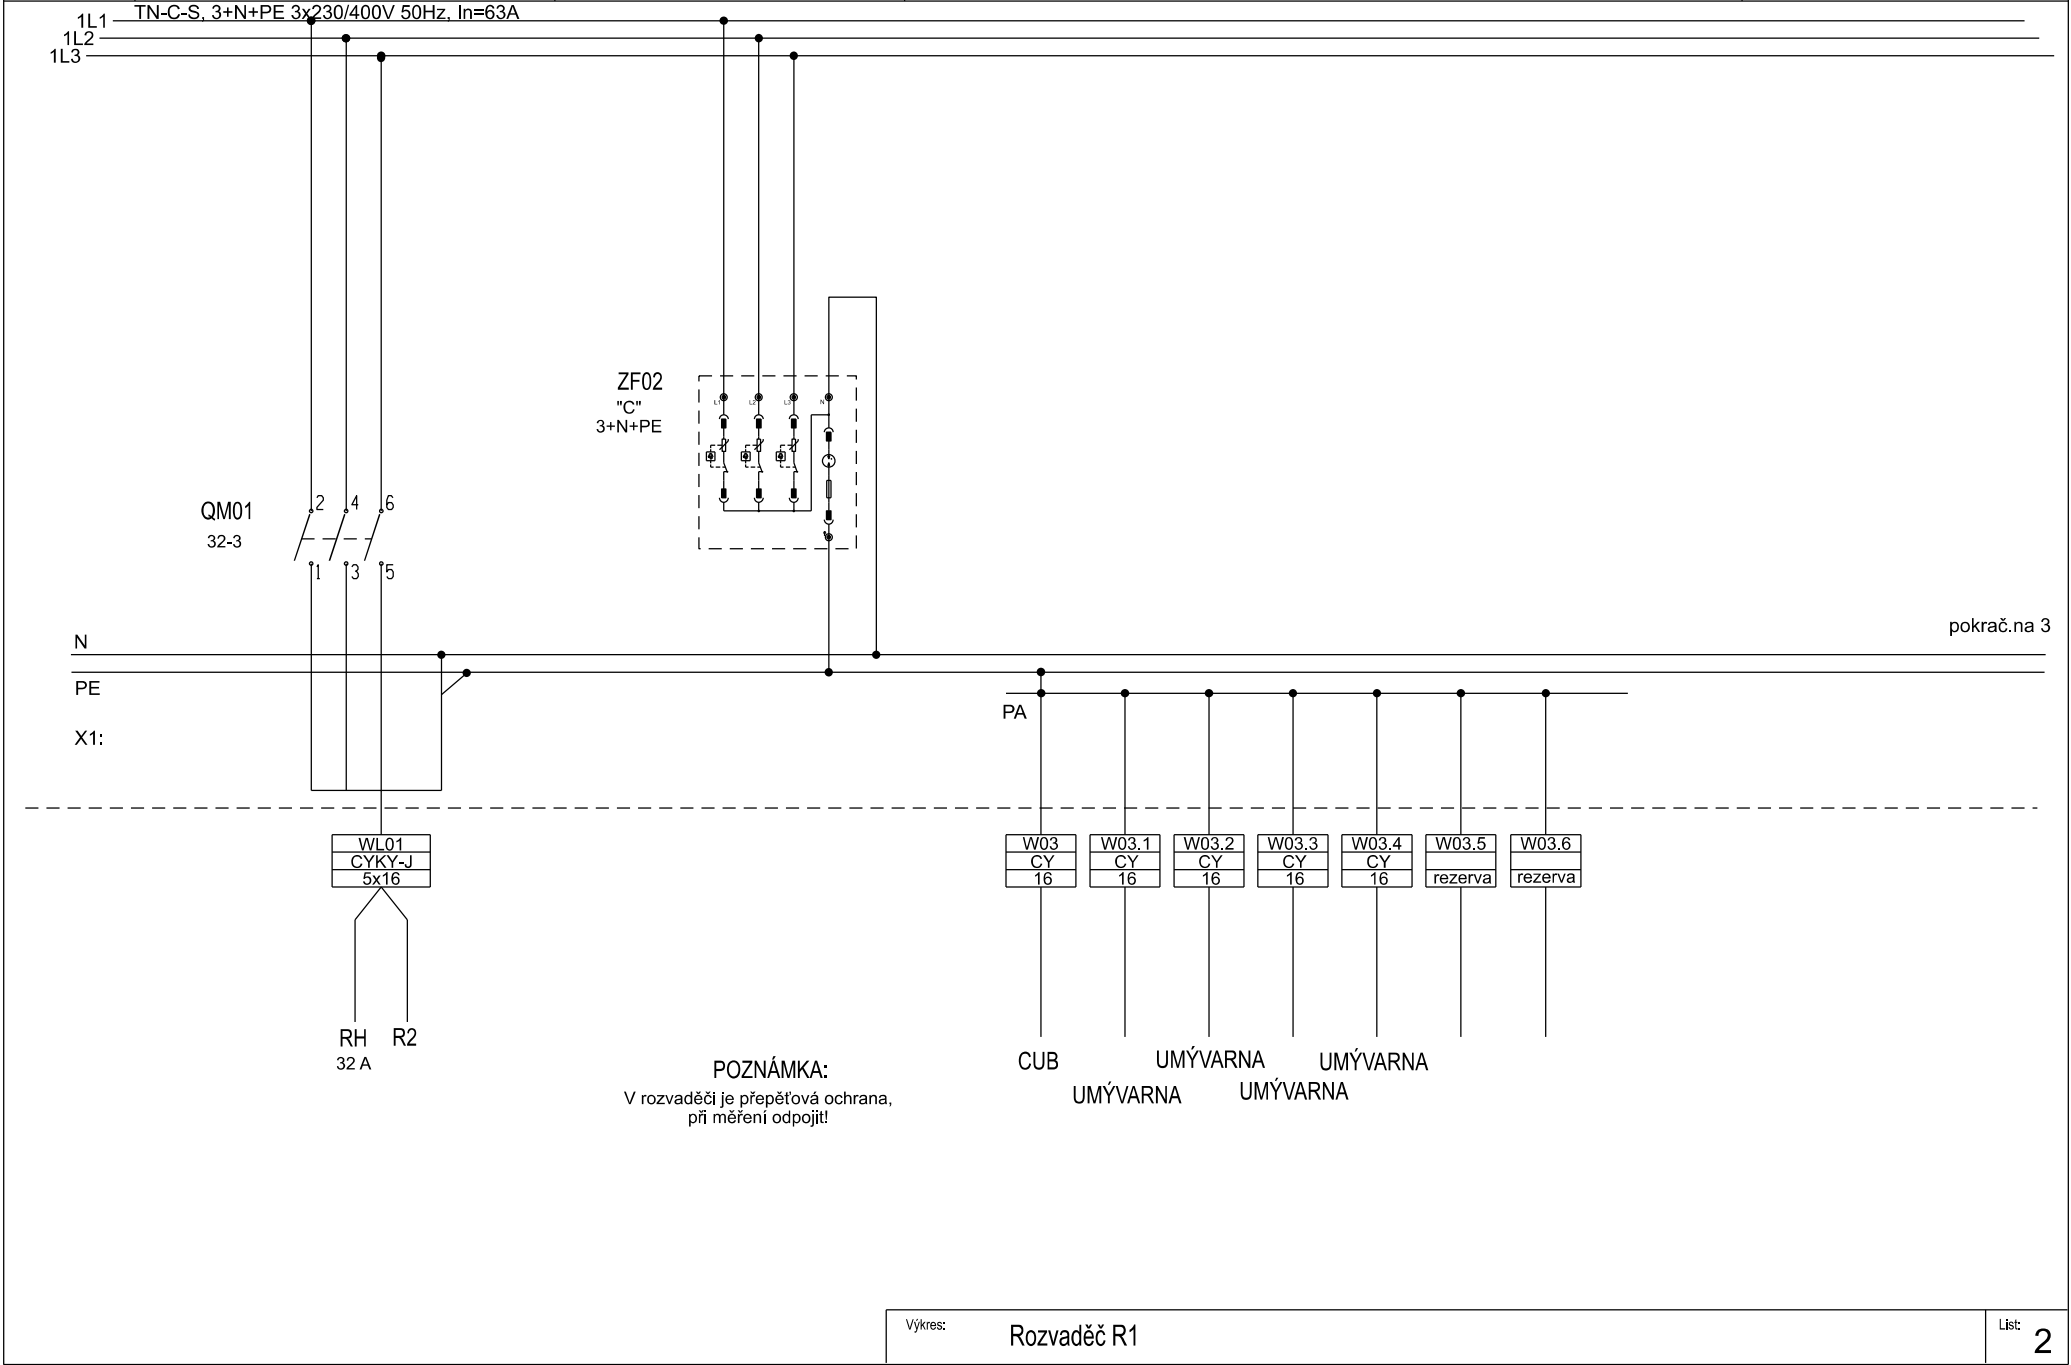 TN-C-S, 3+N+PE 3x230/400V 50Hz, In=63A
1L1
1L2
1L3
ZF02
"C"
3+N+PE
L1
L2
L3
N
QM01
32-3
2
4
6
1
3
5
N
pokrač.na 3
PE
PA
X1:
WL01
CYKY-J
5x16
W03
CY
16
W03.1
CY
16
W03.2
CY
16
W03.3
CY
16
W03.4
CY
16
W03.5
rezerva
W03.6
rezerva
RH
32 A
R2
CUB
UMÝVARNA
UMÝVARNA
UMÝVARNA
UMÝVARNA
POZNÁMKA:
V rozvaděči je přepěťová ochrana,
při měření odpojit!
Výkres:
Rozvaděč R1
List:
2